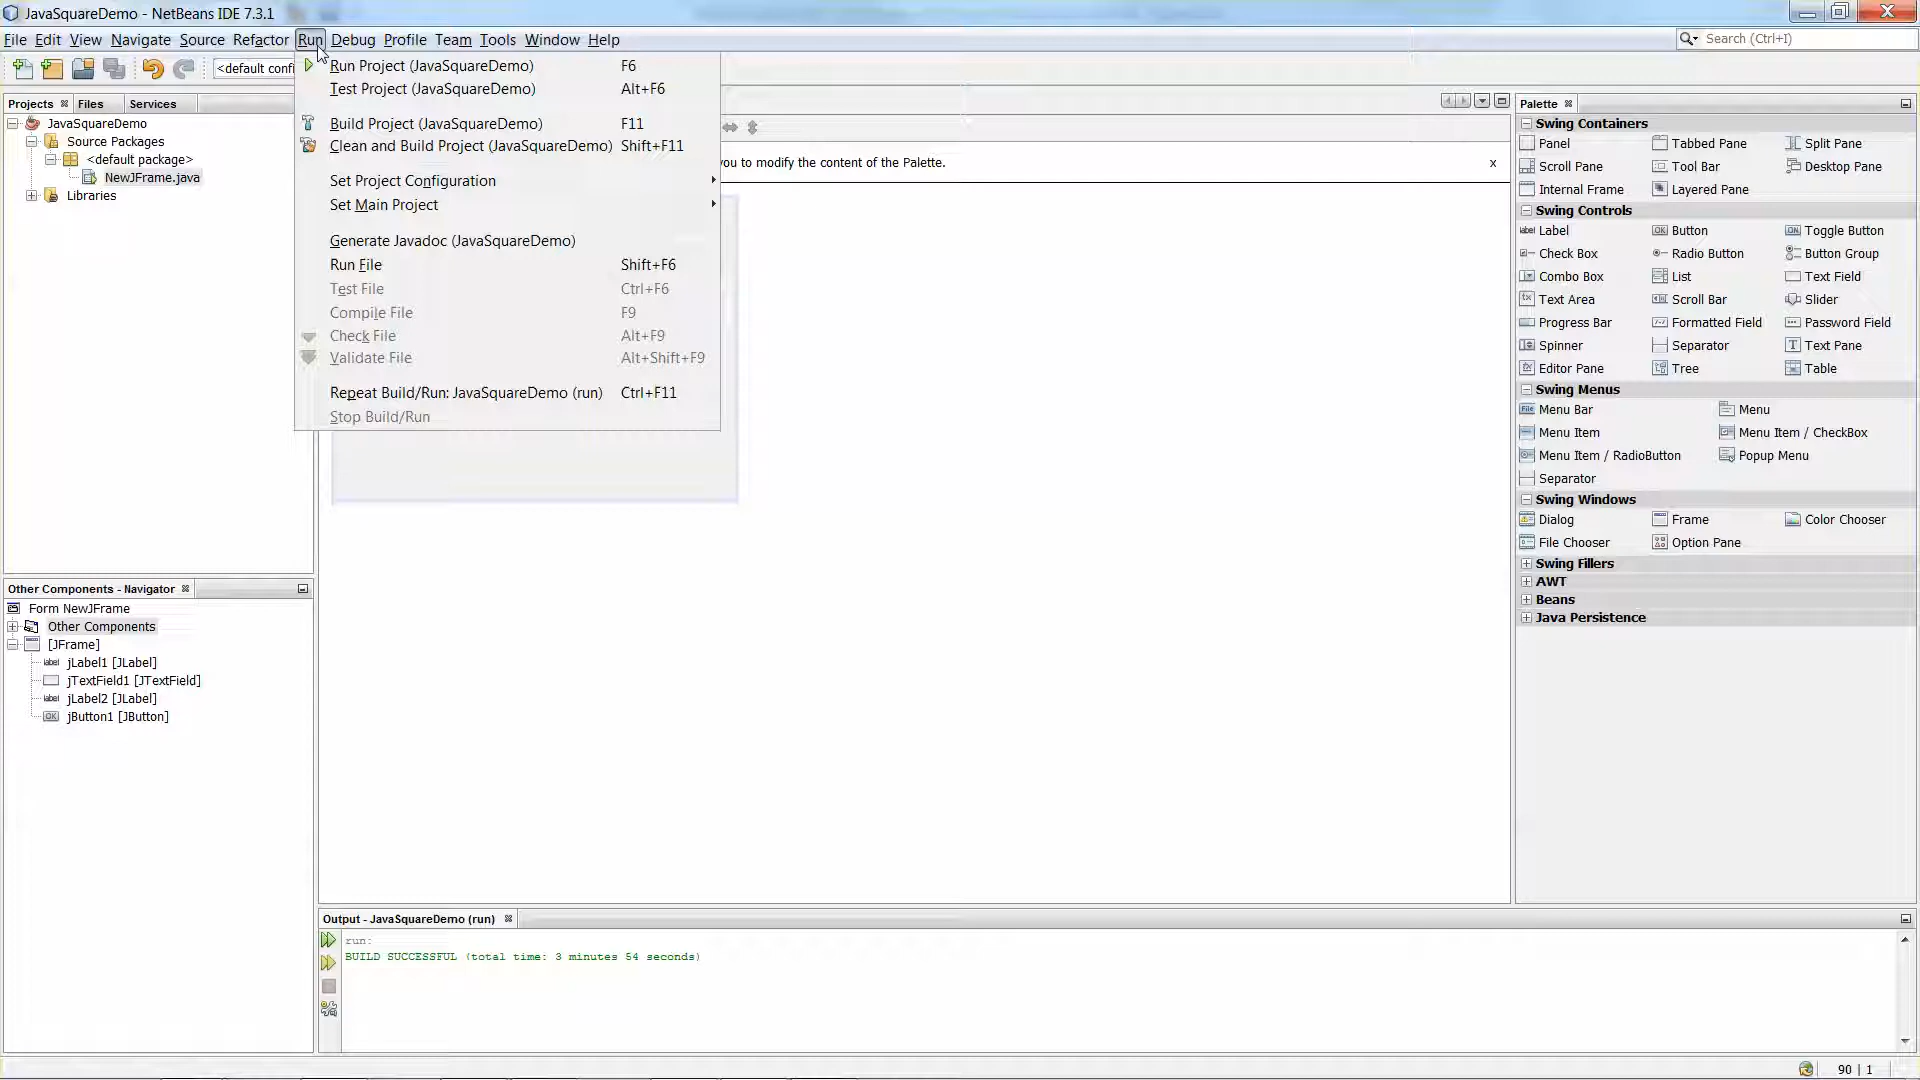 JavaSquareDemo - NetBeans IDE 7.3.1
File Edit View Navigate Source Refactor Run Debug Profile Team Tools Window Help
Search (Ctrl+I)
<default confi
Run Project (JavaSquareDemo) F6
Test Project (JavaSquareDemo) Alt+F6
Build Project (JavaSquareDemo) F11
Clean and Build Project (JavaSquareDemo) Shift+F11
Set Project Configuration
Set Main Project
Generate Javadoc (JavaSquareDemo)
Run File Shift+F6
Test File Ctrl+F6
Compile File F9
Check File Alt+F9
Validate File Alt+Shift+F9
Repeat Build/Run: JavaSquareDemo (run) Ctrl+F11
Stop Build/Run
Projects Files Services
JavaSquareDemo
Source Packages
<default package>
NewJFrame.java
Libraries
you to modify the content of the Palette. x
Palette
Swing Containers
Panel Tabbed Pane Split Pane
Scroll Pane Tool Bar Desktop Pane
Internal Frame Layered Pane
Swing Controls
label Label OK Button ON Toggle Button
Check Box Radio Button Button Group
Combo Box List Text Field
Text Area Scroll Bar Slider
Progress Bar Formatted Field Password Field
Spinner Separator Text Pane
Editor Pane Tree Table
Swing Menus
File Menu Bar Menu
Menu Item Menu Item / CheckBox
Menu Item / RadioButton Popup Menu
Separator
Swing Windows
Dialog Frame Color Chooser
File Chooser Option Pane
Swing Fillers
AWT
Beans
Java Persistence
Other Components - Navigator
Form NewJFrame
Other Components
[JFrame]
label jLabel1 [JLabel]
jTextField1 [JTextField]
label jLabel2 [JLabel]
OK jButton1 [JButton]
Output - JavaSquareDemo (run)
run:
BUILD SUCCESSFUL (total time: 3 minutes 54 seconds)
90 | 1